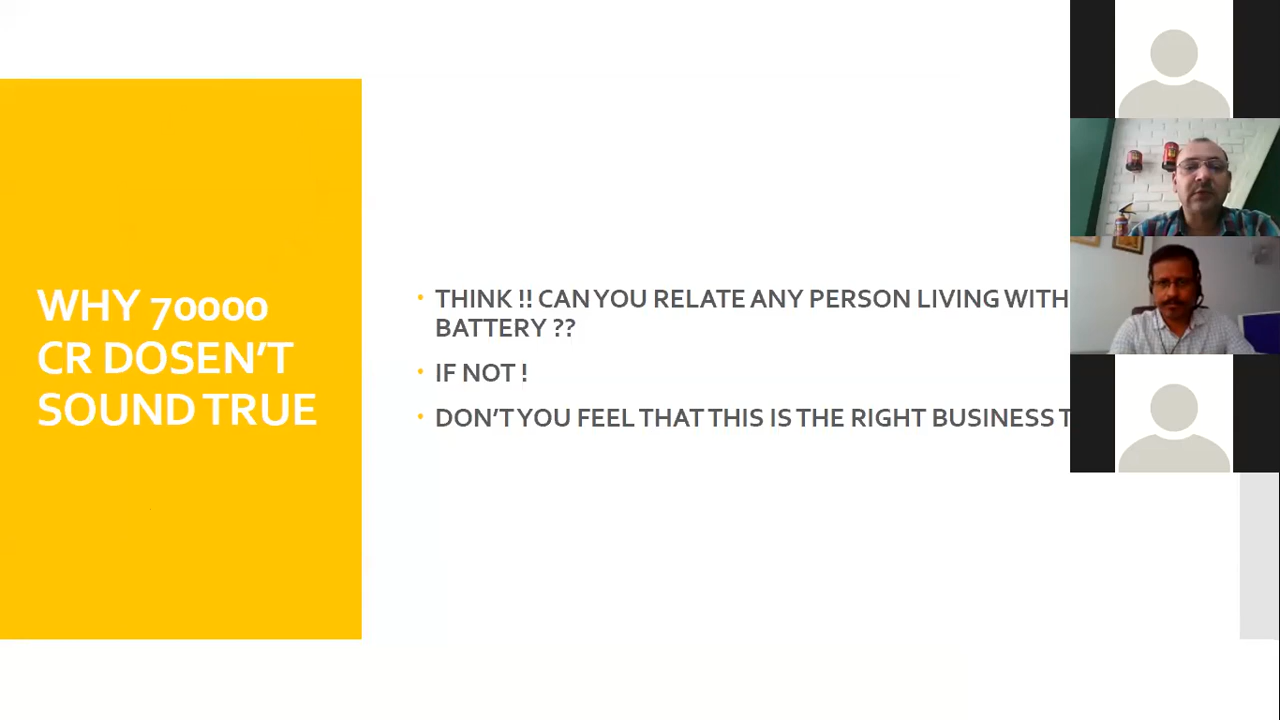 WHY 70000
CR DOSEN'T
SOUND TRUE
• THINK !! CAN YOU RELATE ANY PERSON LIVING WITH
BATTERY ??
• IF NOT !
• DON'T YOU FEEL THAT THIS IS THE RIGHT BUSINESS T